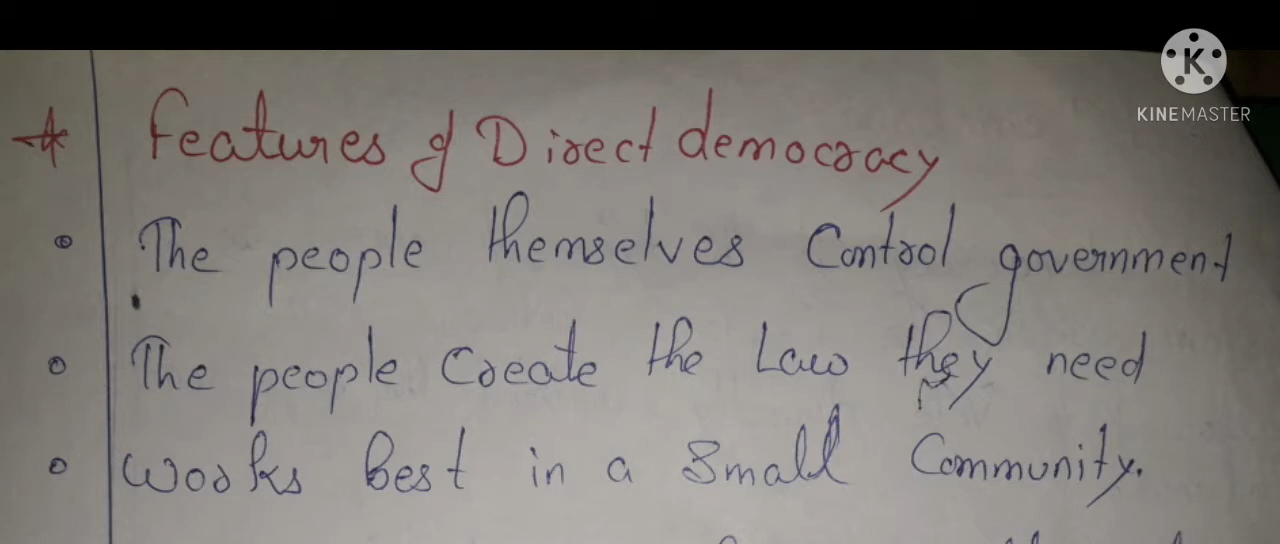 K
KINEMASTER
* Features of Direct democracy
• The people themselves Control government
• The people Create the Law they need
• Works best in a Small Community.